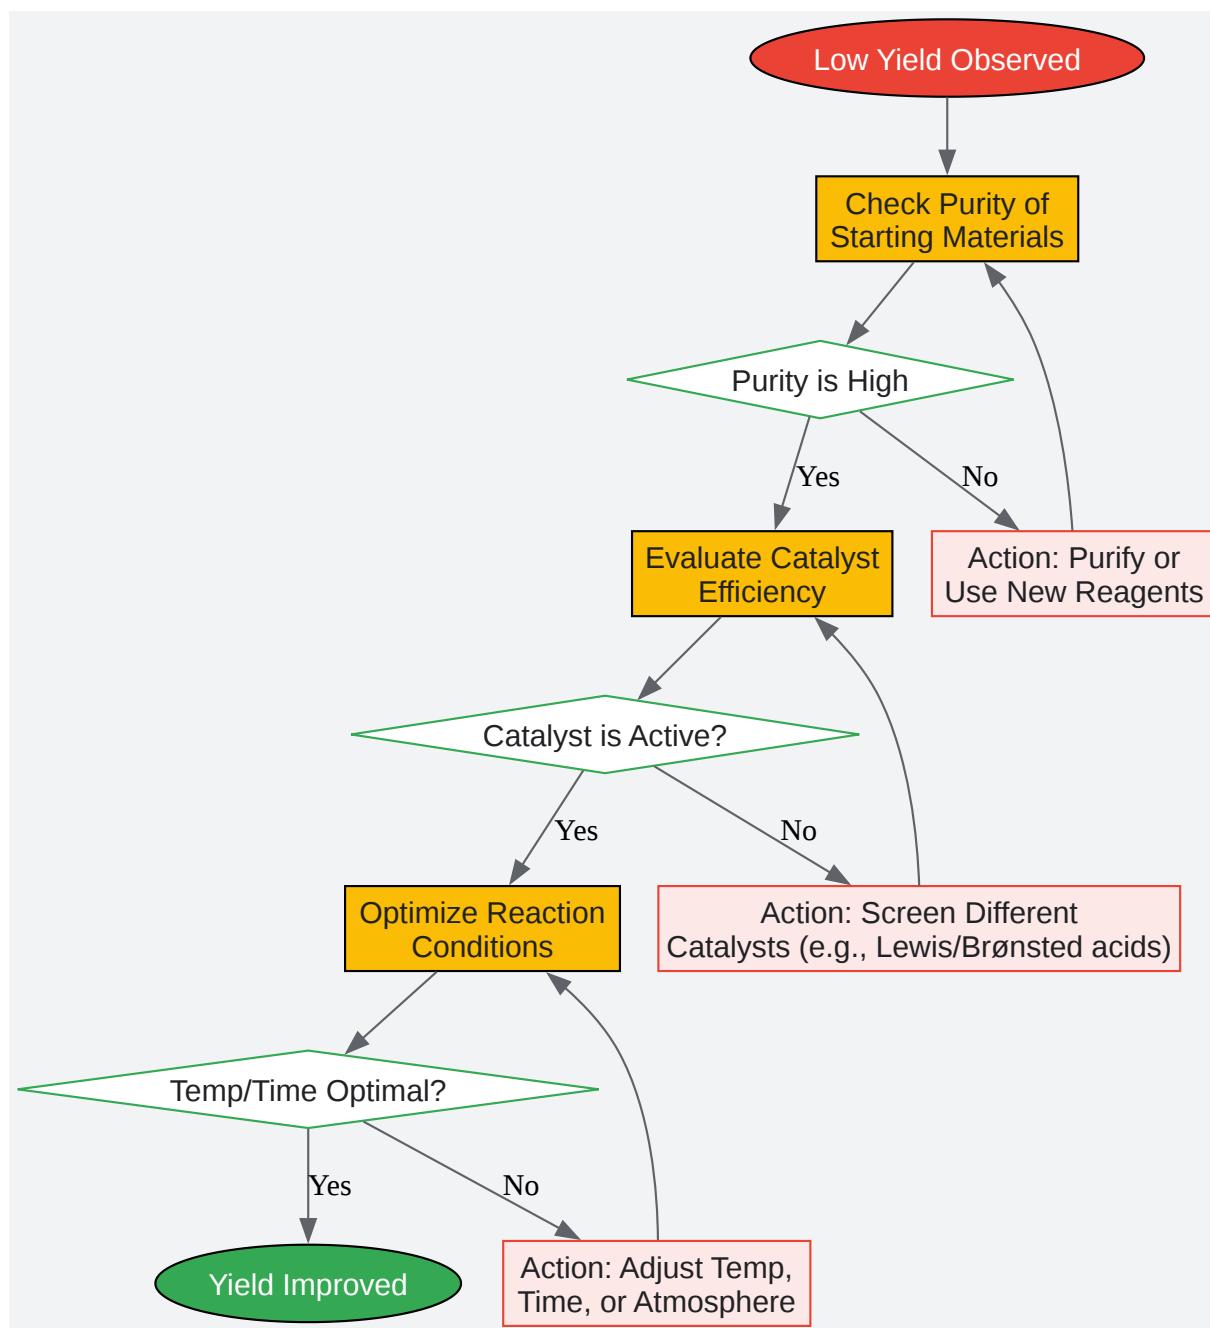 Low Yield Observed
Check Purity of
Starting Materials
Purity is High
Yes
No
Evaluate Catalyst
Efficiency
Action: Purify or
Use New Reagents
Catalyst is Active?
Yes
No
Optimize Reaction
Conditions
Action: Screen Different
Catalysts (e.g., Lewis/Brønsted acids)
Temp/Time Optimal?
Yes
No
Yield Improved
Action: Adjust Temp,
Time, or Atmosphere